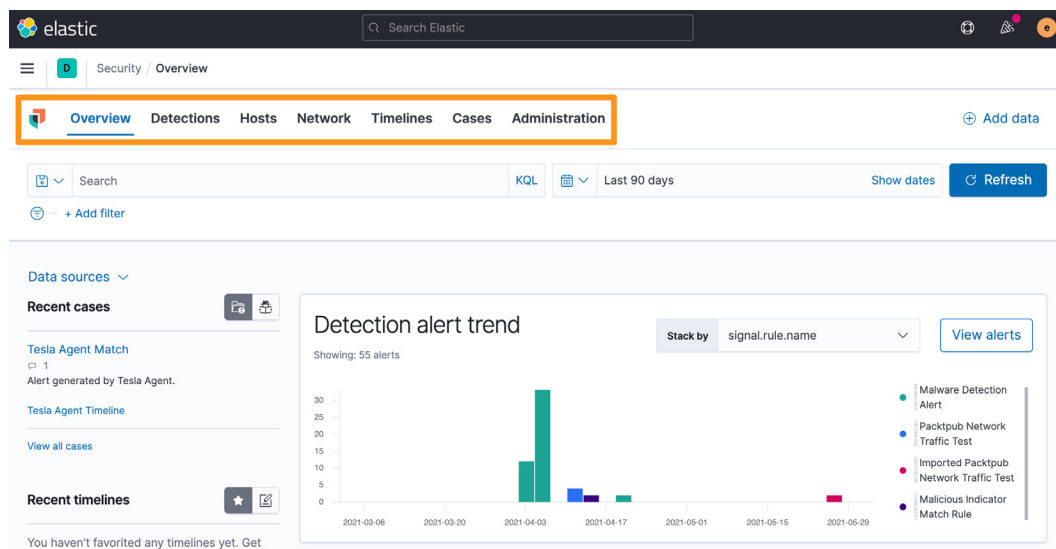 elastic
Search Elastic
e
D
Security / Overview
Overview Detections Hosts Network Timelines Cases Administration
Add data
Search
KQL
Last 90 days
Show dates
Refresh
+ Add filter
Data sources
Recent cases
Tesla Agent Match
1
Alert generated by Tesla Agent.
Tesla Agent Timeline
View all cases
Recent timelines
You haven't favorited any timelines yet. Get
Detection alert trend
Showing: 55 alerts
Stack by
signal.rule.name
View alerts
30
25
20
15
10
5
0
2021-03-06 2021-03-20 2021-04-03 2021-04-17 2021-05-01 2021-05-15 2021-05-29
Malware Detection
Alert
Packtpub Network
Traffic Test
Imported Packtpub
Network Traffic Test
Malicious Indicator
Match Rule